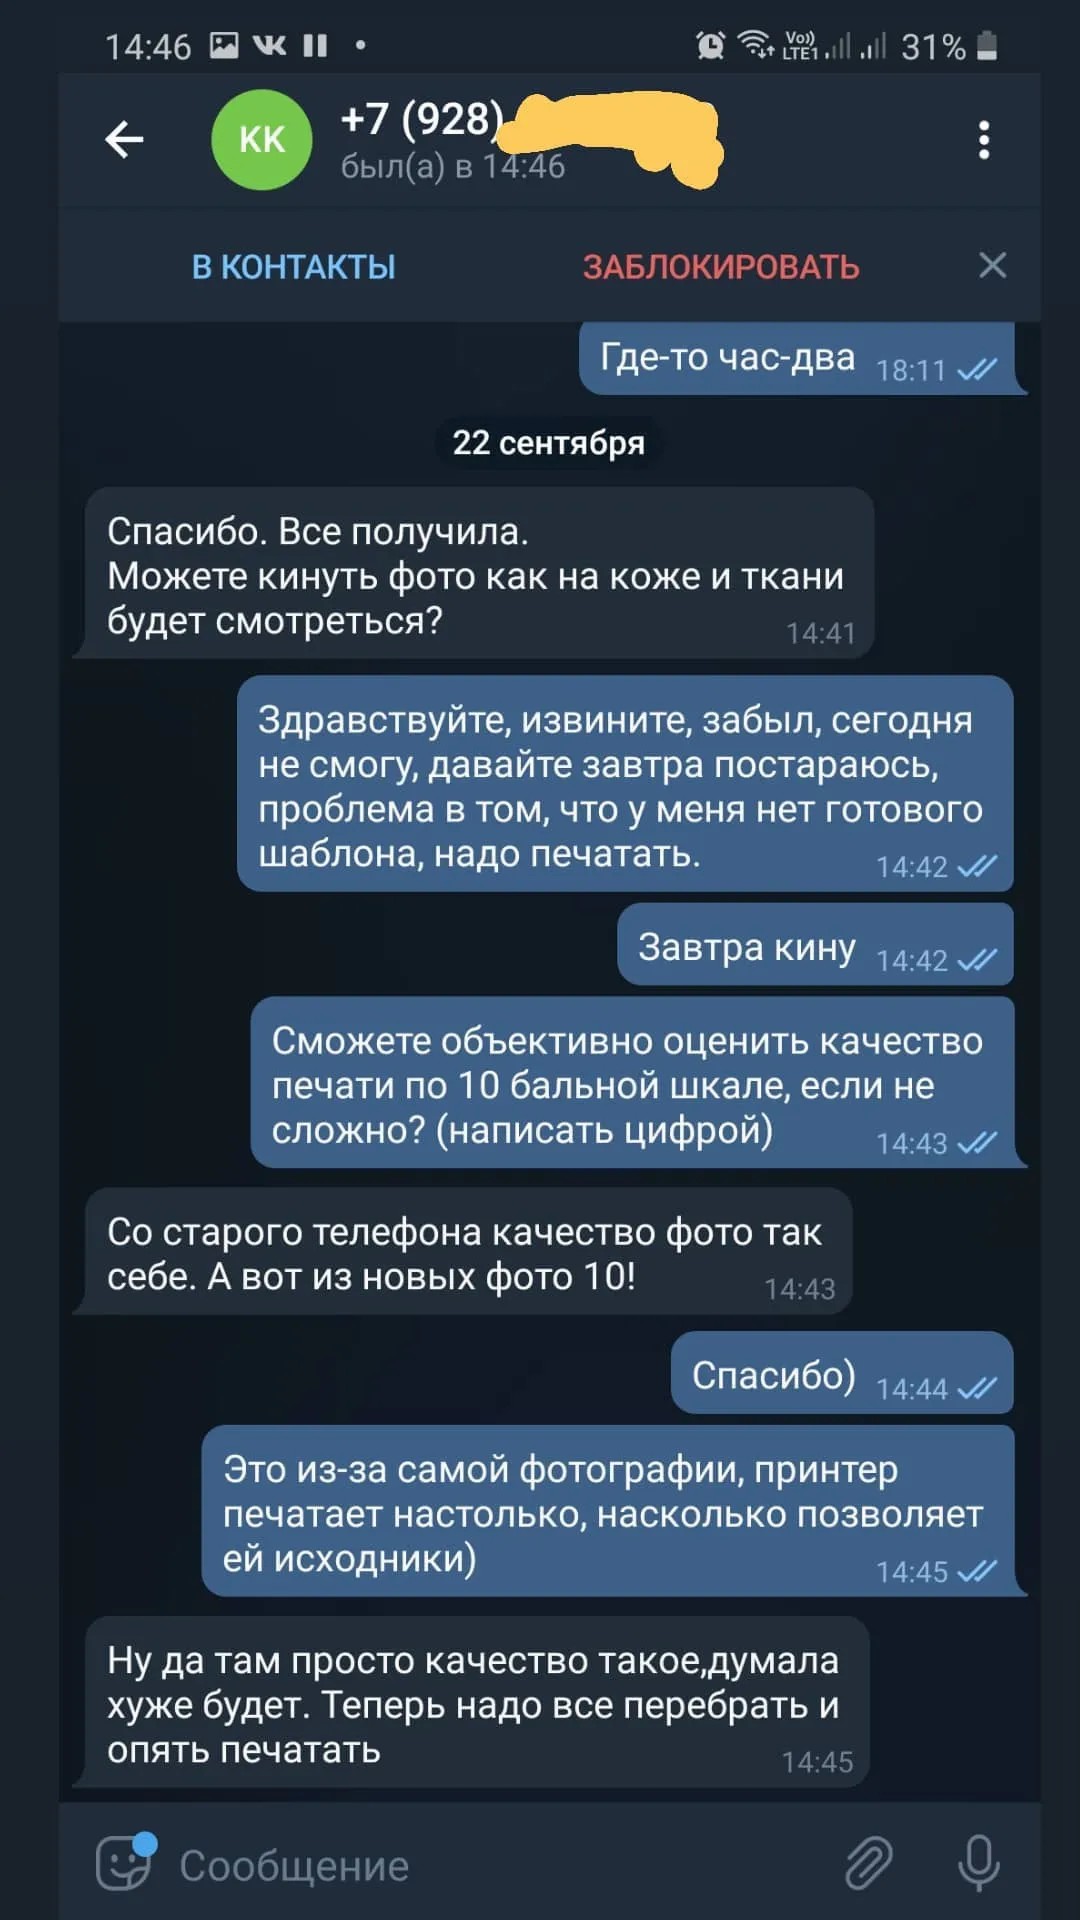 14:46
Vo))
LTE1
31%
KK
+7 (928)
был(а) в 14:46
В КОНТАКТЫ
ЗАБЛОКИРОВАТЬ
Где-то час-два
18:11
22 сентября
Спасибо. Все получила.
Можете кинуть фото как на коже и ткани
будет смотреться?
14:41
Здравствуйте, извините, забыл, сегодня
не смогу, давайте завтра постараюсь,
проблема в том, что у меня нет готового
шаблона, надо печатать.
14:42
Завтра кину
14:42
Сможете объективно оценить качество
печати по 10 бальной шкале, если не
сложно? (написать цифрой)
14:43
Со старого телефона качество фото так
себе. А вот из новых фото 10!
14:43
Спасибо)
14:44
Это из-за самой фотографии, принтер
печатает настолько, насколько позволяет
ей исходники)
14:45
Ну да там просто качество такое,думала
хуже будет. Теперь надо все перебрать и
опять печатать
14:45
Сообщение